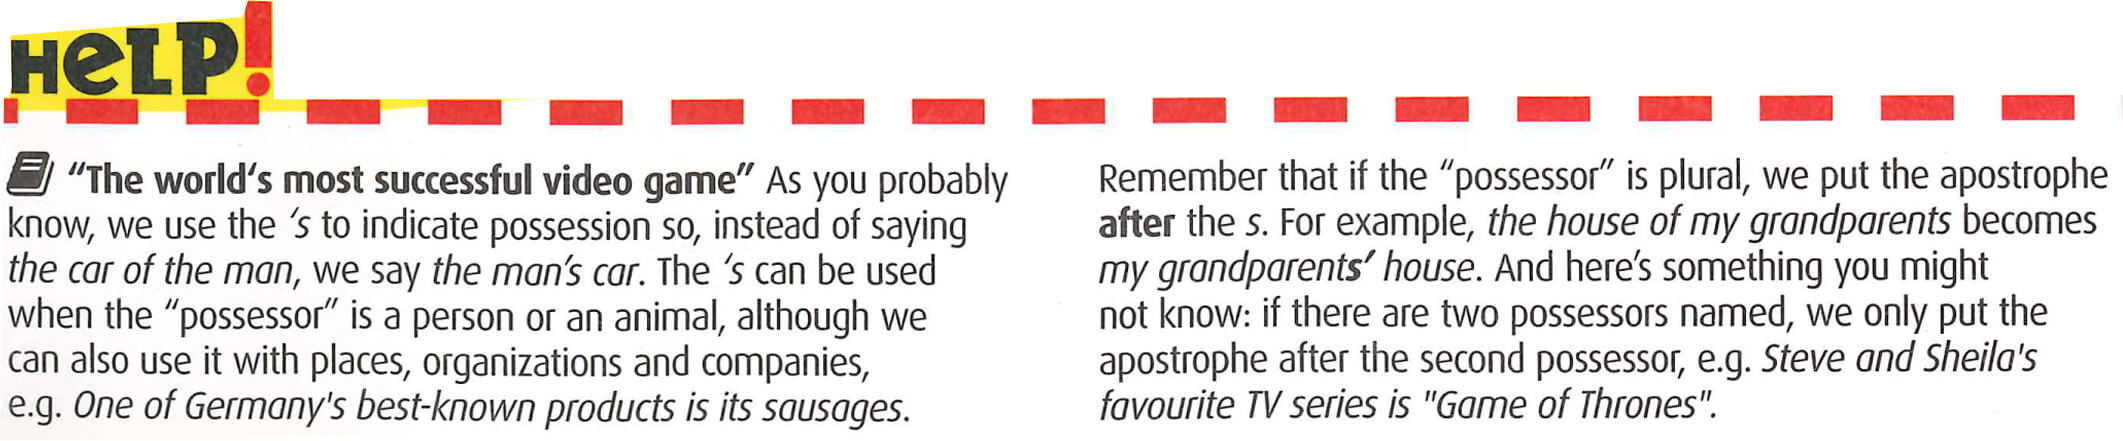 HELP!
"The world's most successful video game" As you probably
know, we use the 's to indicate possession so, instead of saying
the car of the man, we say the man's car. The 's can be used
when the "possessor" is a person or an animal, although we
can also use it with places, organizations and companies,
e.g. One of Germany's best-known products is its sausages.
Remember that if the "possessor" is plural, we put the apostrophe
after the s. For example, the house of my grandparents becomes
my grandparents' house. And here's something you might
not know: if there are two possessors named, we only put the
apostrophe after the second possessor, e.g. Steve and Sheila's
favourite TV series is "Game of Thrones".